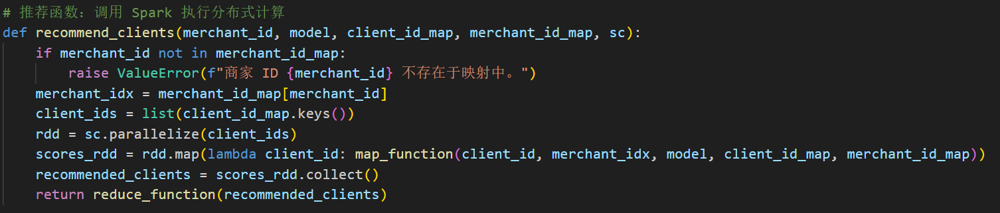 # 推荐函数：调用 Spark 执行分布式计算
def recommend_clients(merchant_id, model, client_id_map, merchant_id_map, sc):
    if merchant_id not in merchant_id_map:
        raise ValueError(f"商家 ID {merchant_id} 不存在于映射中。")
    merchant_idx = merchant_id_map[merchant_id]
    client_ids = list(client_id_map.keys())
    rdd = sc.parallelize(client_ids)
    scores_rdd = rdd.map(lambda client_id: map_function(client_id, merchant_idx, model, client_id_map, merchant_id_map))
    recommended_clients = scores_rdd.collect()
    return reduce_function(recommended_clients)